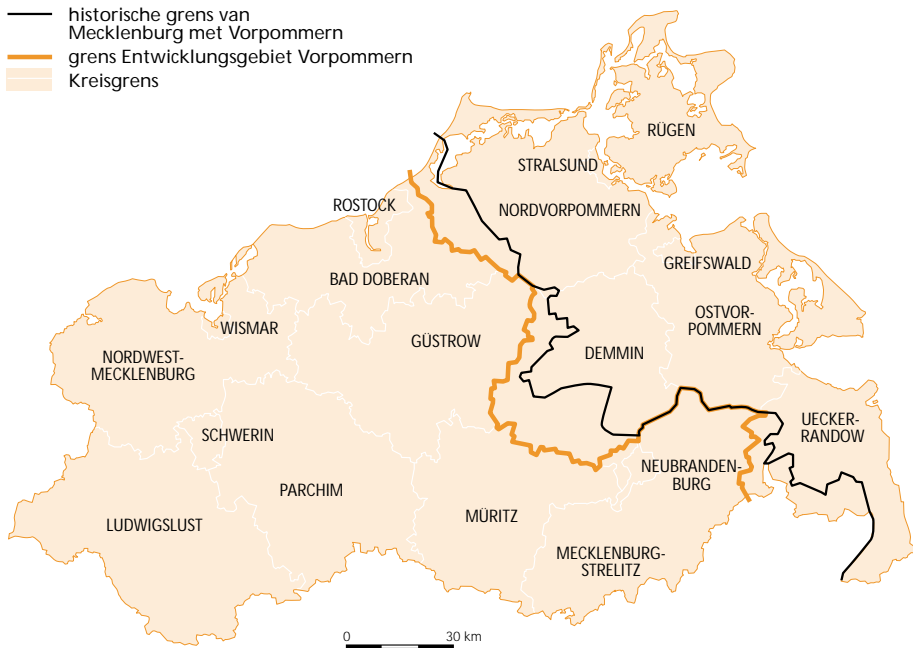 historische grens van
Mecklenburg met Vorpommern
grens Entwicklungsgebiet Vorpommern
Kreisgrens
RÜGEN
STRALSUND
ROSTOCK
NORDVORPOMMERN
GREIFSWALD
BAD DOBERAN
OSTVOR-
POMMERN
WISMAR
GÜSTROW
DEMMIN
NORDWEST-
MECKLENBURG
UECKER-
RANDOW
SCHWERIN
NEUBRANDEN-
BURG
PARCHIM
MÜRITZ
LUDWIGSLUST
MECKLENBURG-
STRELITZ
0 30 km